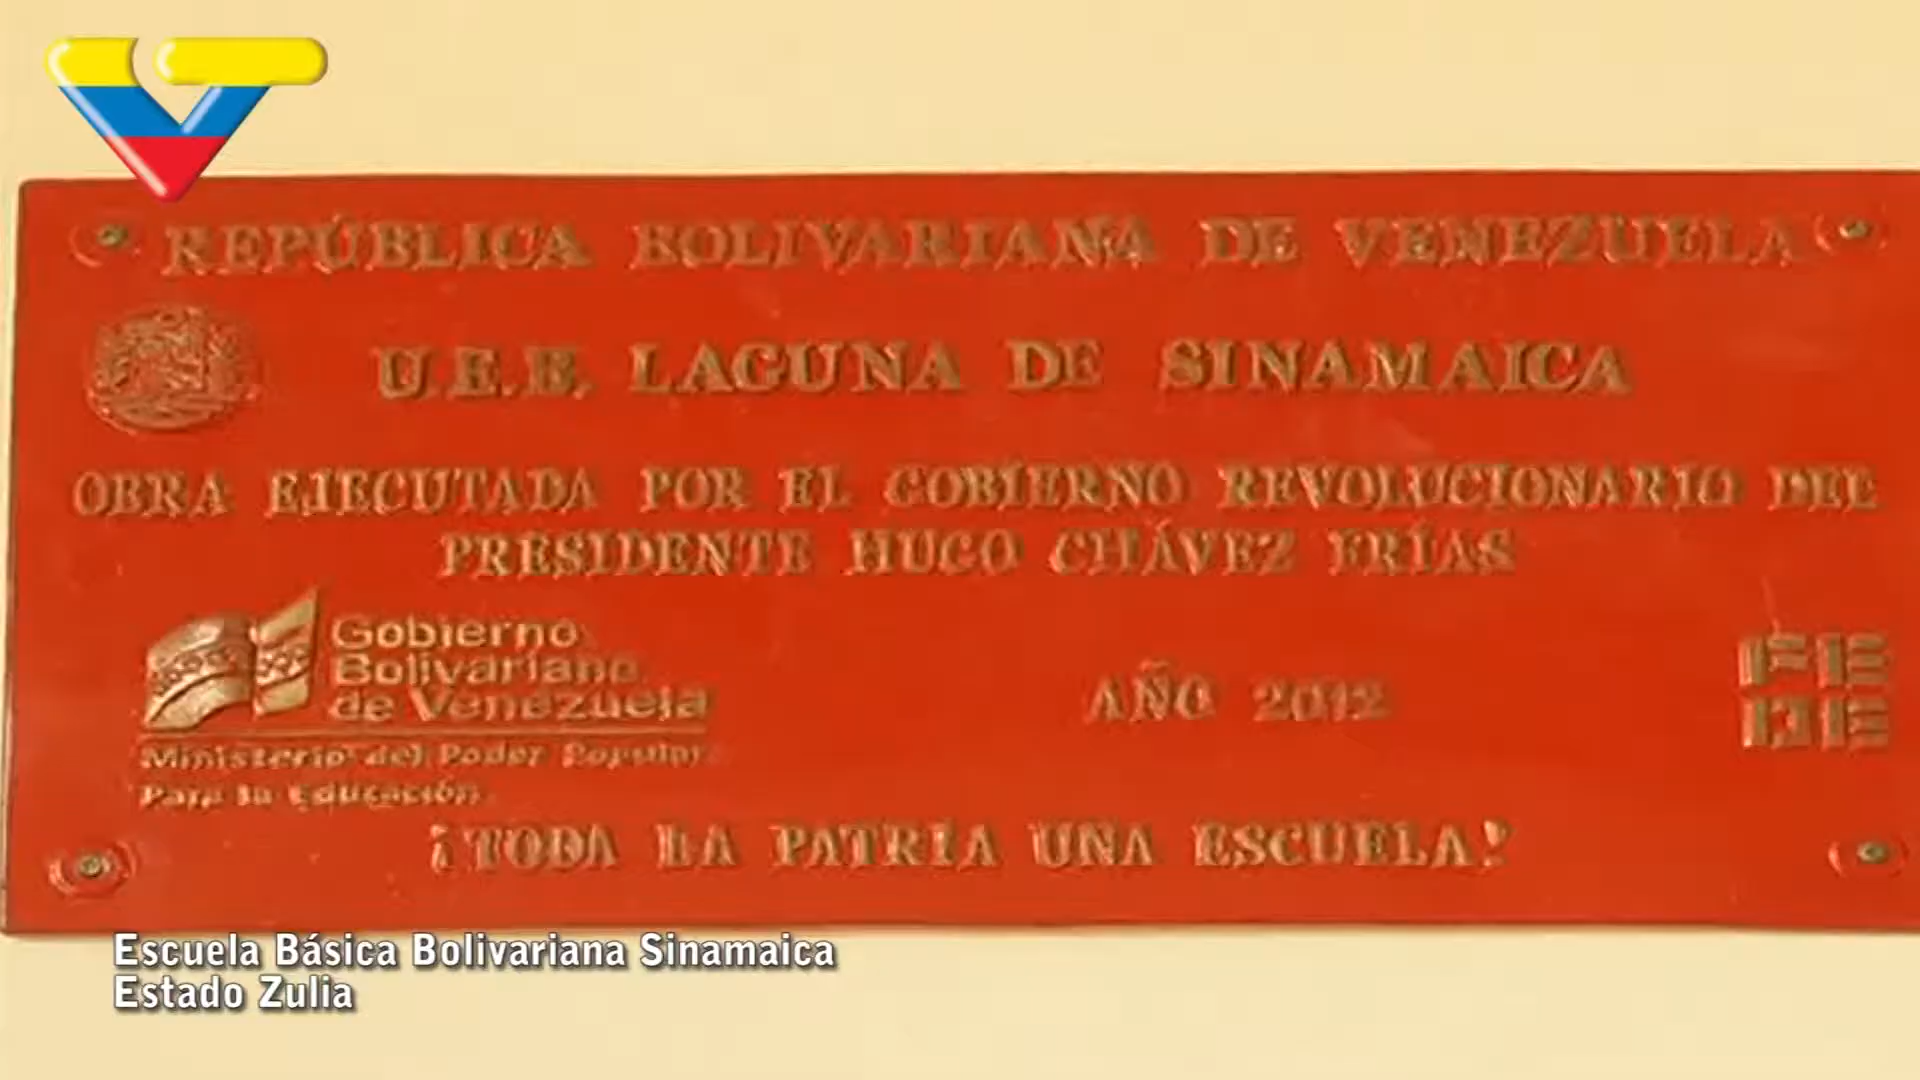 REPÚBLICA BOLIVARIANA DE VENEZUELA
U.E.B. LAGUNA DE SINAMAICA
OBRA EJECUTADA POR EL GOBIERNO REVOLUCIONARIO DEL
PRESIDENTE HUGO CHÁVEZ FRÍAS
Gobierno
Bolivariano
de Venezuela
Ministerio del Poder Popular
Para la Educación
AÑO 2012
FE
DE
¡TODA LA PATRIA UNA ESCUELA!
Escuela Básica Bolivariana Sinamaica
Estado Zulia